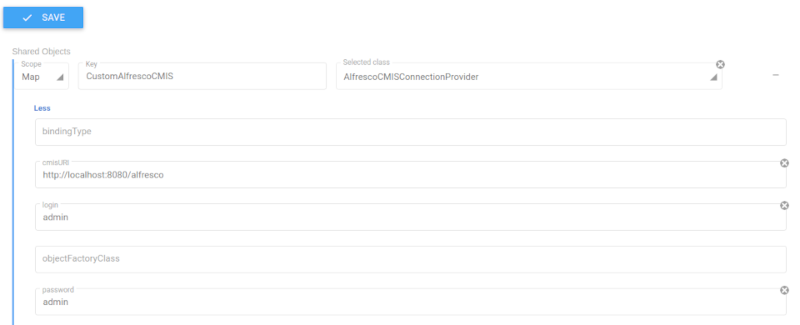 SAVE
Shared Objects
Scope Key Selected class
Map CustomAlfrescoCMIS AlfrescoCMISConnectionProvider
Less
bindingType
cmisURI
http://localhost:8080/alfresco
login
admin
objectFactoryClass
password
admin